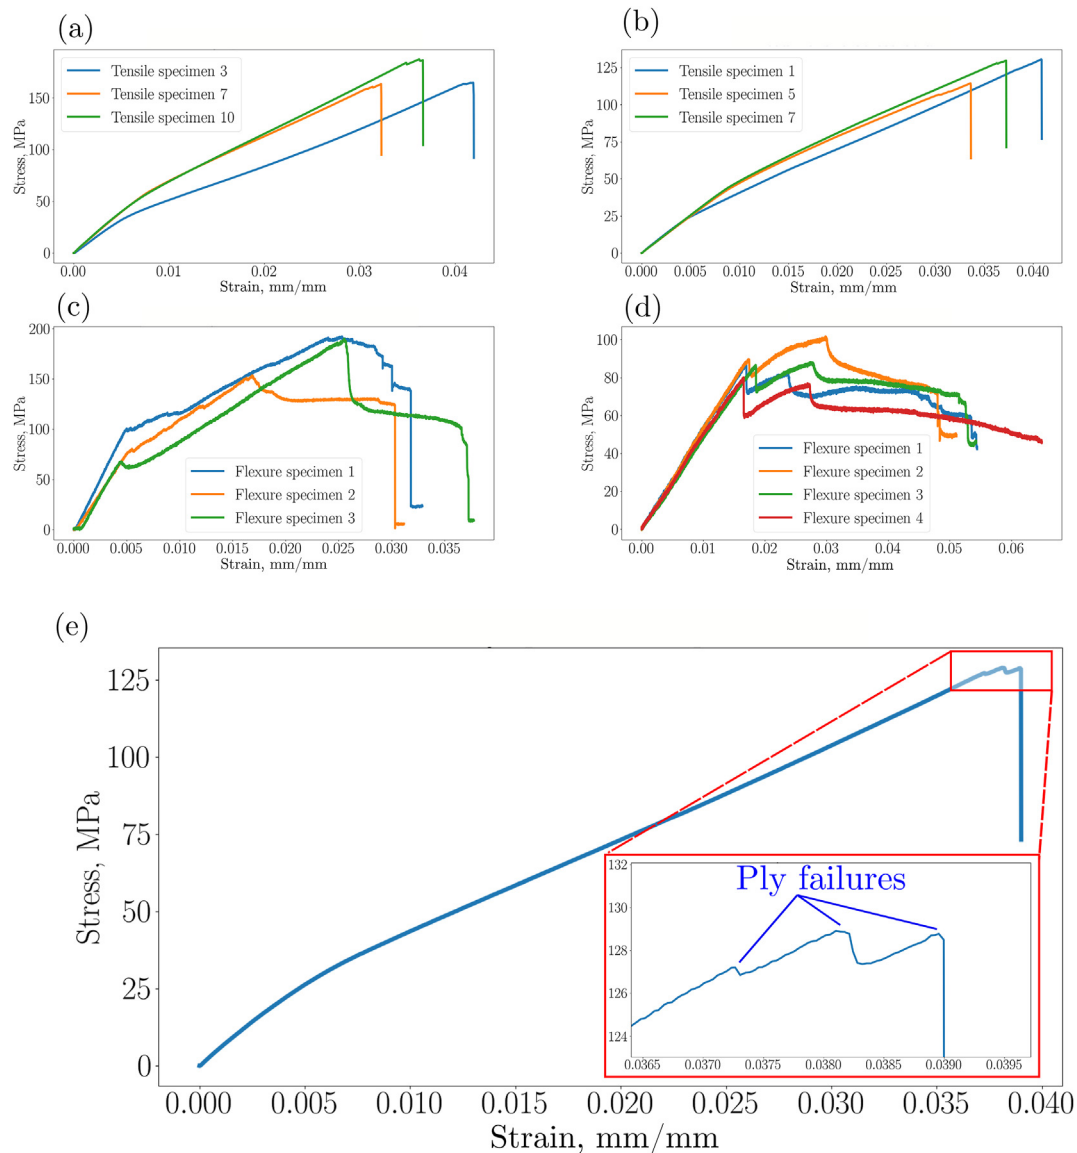 (a)
Tensile specimen 3
Tensile specimen 7
Tensile specimen 10
150
100
50
0
Stress, MPa
0.00
0.01
0.02
0.03
0.04
Strain, mm/mm
(b)
Tensile specimen 1
Tensile specimen 5
Tensile specimen 7
125
100
75
50
25
0
Stress, MPa
0.000
0.005
0.010
0.015
0.020
0.025
0.030
0.035
0.040
Strain, mm/mm
(c)
200
150
100
50
0
Stress, MPa
Flexure specimen 1
Flexure specimen 2
Flexure specimen 3
0.000
0.005
0.010
0.015
0.020
0.025
0.030
0.035
Strain, mm/mm
(d)
100
80
60
40
20
0
Stress, MPa
Flexure specimen 1
Flexure specimen 2
Flexure specimen 3
Flexure specimen 4
0.00
0.01
0.02
0.03
0.04
0.05
0.06
Strain, mm/mm
(e)
125
100
75
50
25
0
Stress, MPa
Ply failures
132
130
128
126
124
0.0365
0.0370
0.0375
0.0380
0.0385
0.0390
0.0395
0.000
0.005
0.010
0.015
0.020
0.025
0.030
0.035
0.040
Strain, mm/mm